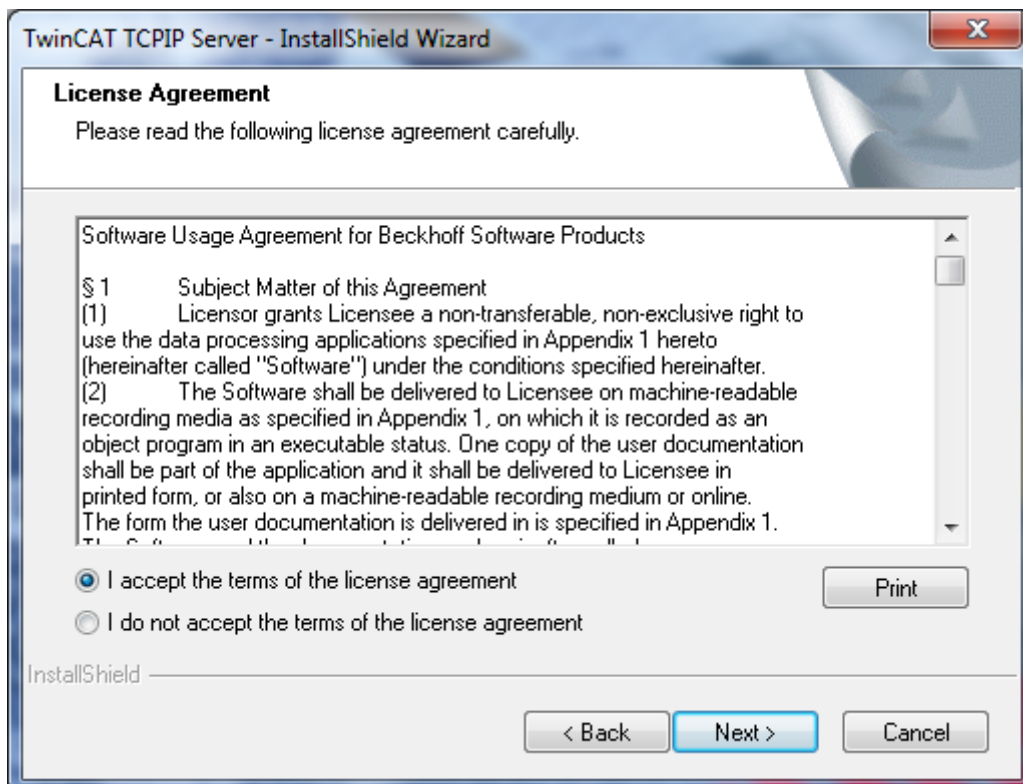 TwinCAT TCPIP Server - InstallShield Wizard
License Agreement
Please read the following license agreement carefully.
Software Usage Agreement for Beckhoff Software Products
§ 1 Subject Matter of this Agreement
(1) Licensor grants Licensee a non-transferable, non-exclusive right to
use the data processing applications specified in Appendix 1 hereto
(hereinafter called "Software") under the conditions specified hereinafter.
(2) The Software shall be delivered to Licensee on machine-readable
recording media as specified in Appendix 1, on which it is recorded as an
object program in an executable status. One copy of the user documentation
shall be part of the application and it shall be delivered to Licensee in
printed form, or also on a machine-readable recording medium or online.
The form the user documentation is delivered in is specified in Appendix 1.
I accept the terms of the license agreement
Print
I do not accept the terms of the license agreement
InstallShield
< Back
Next >
Cancel